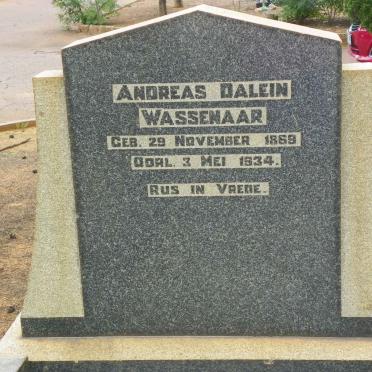 ANDREAS DALEIN
WASSENAAR
GEB. 29 NOVEMBER 1869
OORL. 3 MEI 1934.
RUS IN VREDE.